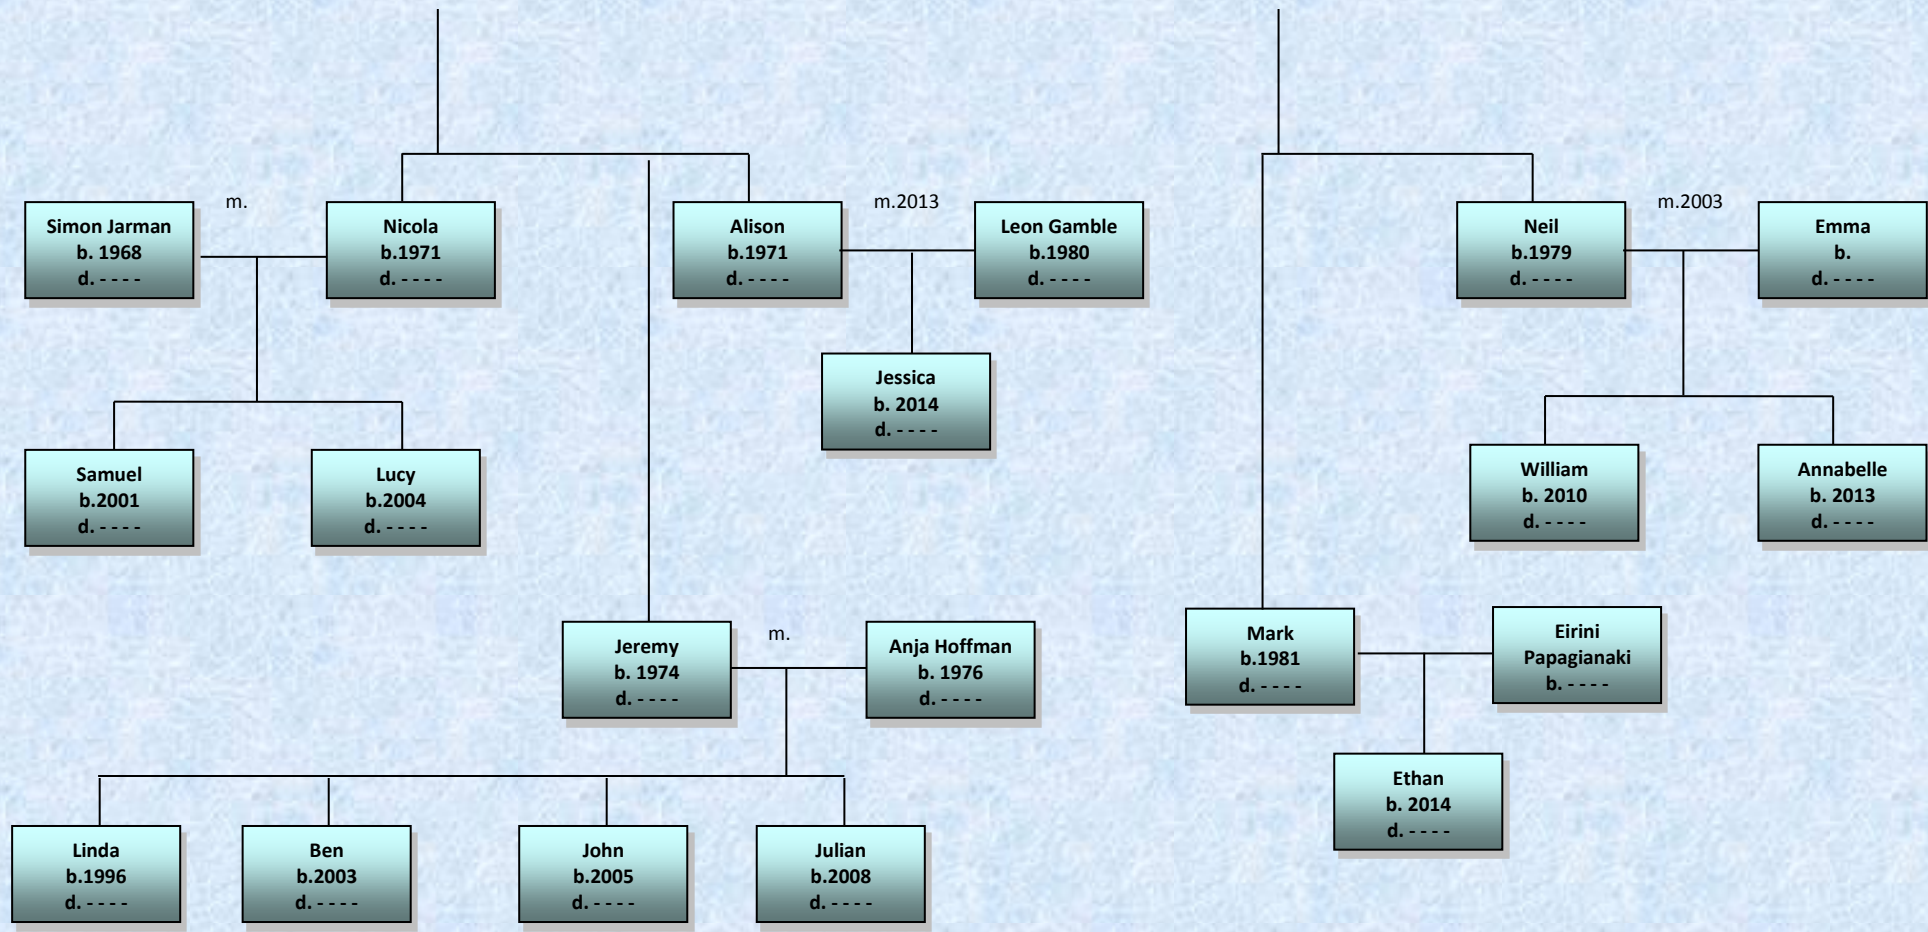 m.
m.2013
m.2003
Simon Jarman
b. 1968
d. - - - -
Nicola
b.1971
d. - - - -
Alison
b.1971
d. - - - -
Leon Gamble
b.1980
d. - - - -
Neil
b.1979
d. - - - -
Emma
b.
d. - - - -
Jessica
b. 2014
d. - - - -
Samuel
b.2001
d. - - - -
Lucy
b.2004
d. - - - -
William
b. 2010
d. - - - -
Annabelle
b. 2013
d. - - - -
Jeremy
b. 1974
d. - - - -
m.
Anja Hoffman
b. 1976
d. - - - -
Mark
b.1981
d. - - - -
Eirini
Papagianaki
b. - - - -
Ethan
b. 2014
d. - - - -
Linda
b.1996
d. - - - -
Ben
b.2003
d. - - - -
John
b.2005
d. - - - -
Julian
b.2008
d. - - - -